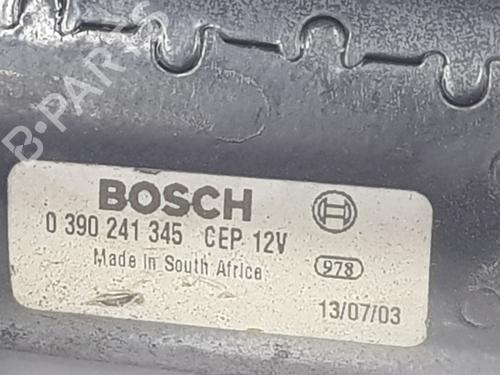 B-PARTS
BOSCH
0 390 241 345 CEP 12V
Made in South Africa
978
13/07/03